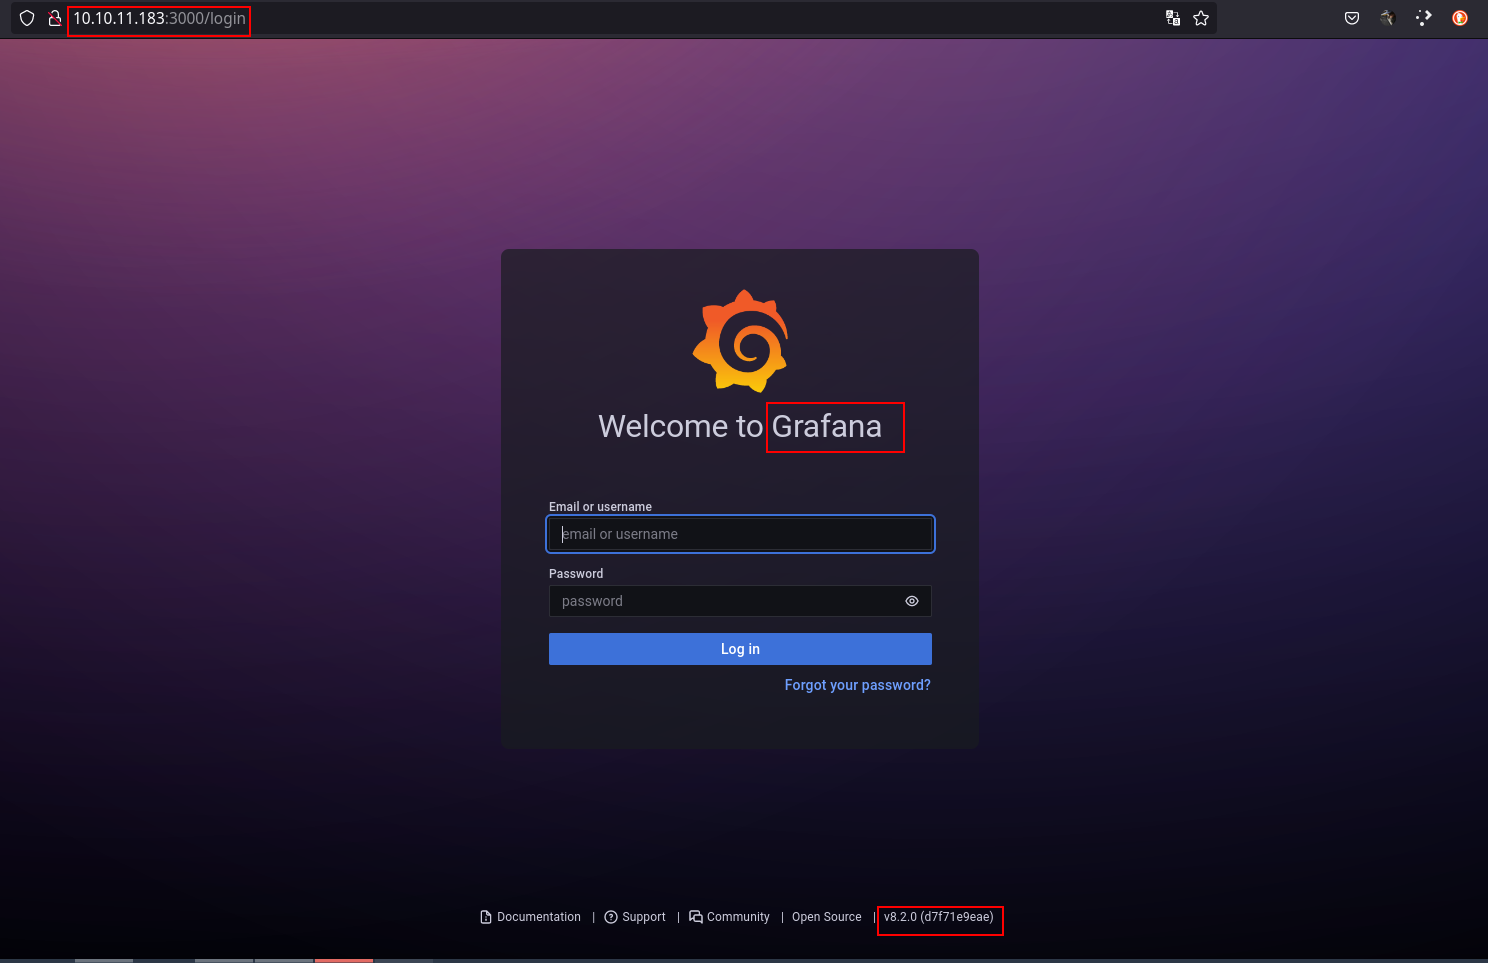 10.10.11.183:3000/login
Welcome to Grafana
Email or username
email or username
Password
password
Log in
Forgot your password?
Documentation | Support | Community | Open Source | v8.2.0 (d7f71e9eae)